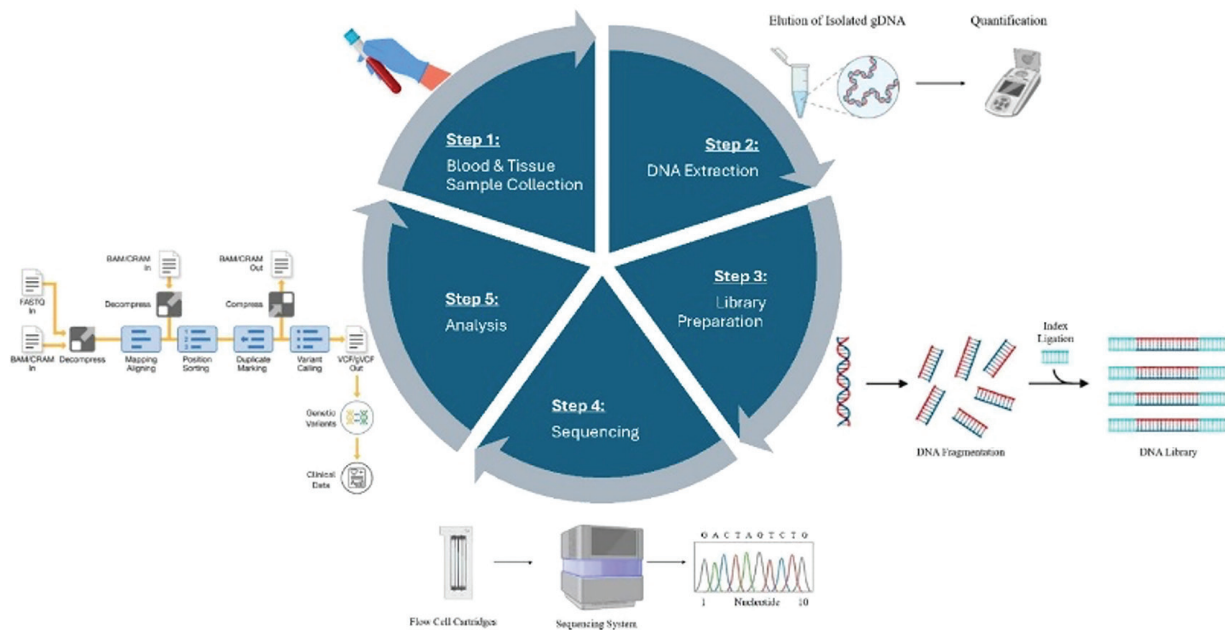 Elution of Isolated gDNA
Quantification
Step 1:
Blood & Tissue
Sample Collection
Step 2:
DNA Extraction
Step 3:
Library
Preparation
Index
Ligation
DNA Fragmentation
DNA Library
Step 4:
Sequencing
Flow Cell Cartridges
Sequencing System
G A C T A G T C T G
1 Nucleotide 10
Step 5:
Analysis
BAM/CRAM
In
BAM/CRAM
Out
FASTQ
In
Decompress
Compress
BAM/CRAM
In
Decompress
Mapping
Aligning
1
2
3
Position
Sorting
Duplicate
Marking
Variant
Calling
VCF/gVCF
Out
Genetic
Variants
Clinical
Data